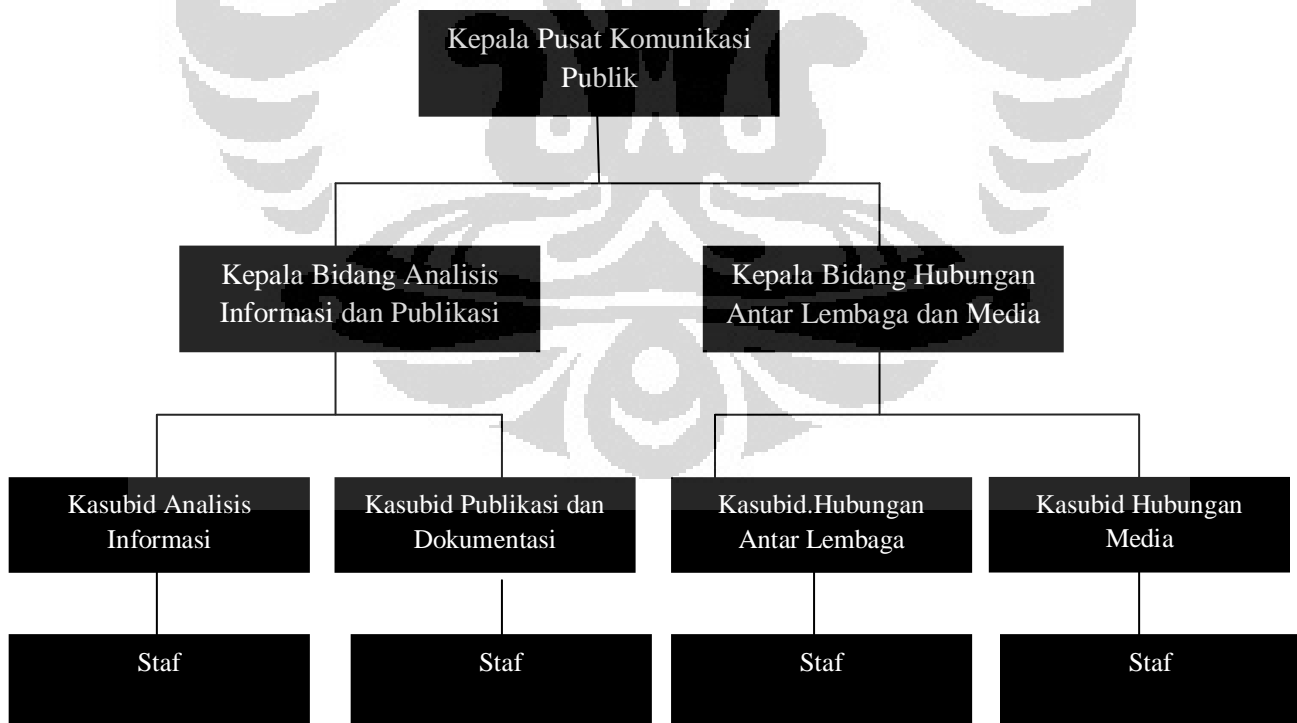 Kepala Pusat Komunikasi
Publik
Kepala Bidang Analisis
Informasi dan Publikasi
Kepala Bidang Hubungan
Antar Lembaga dan Media
Kasubid Analisis
Informasi
Kasubid Publikasi dan
Dokumentasi
Kasubid.Hubungan
Antar Lembaga
Kasubid Hubungan
Media
Staf
Staf
Staf
Staf